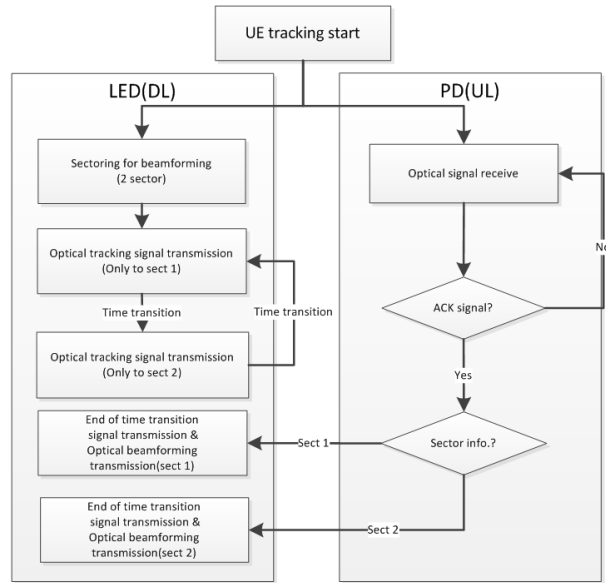 UE tracking start
LED(DL)
Sectoring for beamforming
(2 sector)
Optical tracking signal transmission
(Only to sect 1)
Time transition
Time transition
Optical tracking signal transmission
(Only to sect 2)
End of time transition
signal transmission &
Optical beamforming
transmission(sect 1)
End of time transition
signal transmission &
Optical beamforming
transmission(sect 2)
PD(UL)
Optical signal receive
No
ACK signal?
Yes
Sector info.?
Sect 1
Sect 2